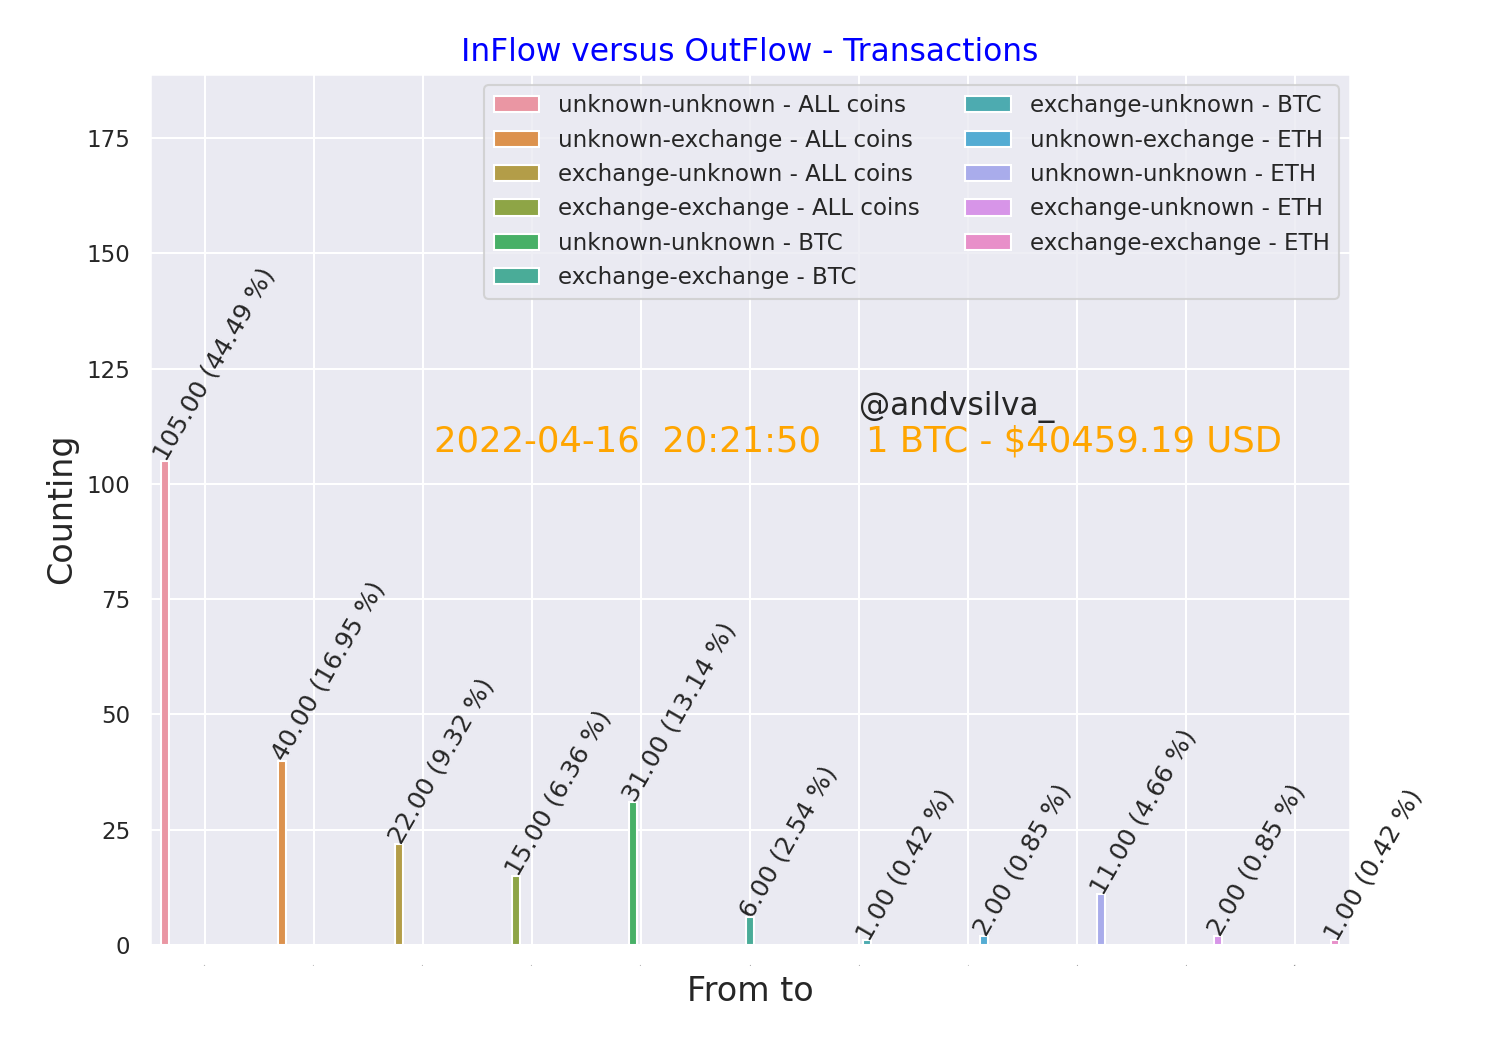 InFlow versus OutFlow - Transactions
unknown-unknown - ALL coins
unknown-exchange - ALL coins
exchange-unknown - ALL coins
exchange-exchange - ALL coins
unknown-unknown - BTC
exchange-exchange - BTC
exchange-unknown - BTC
unknown-exchange - ETH
unknown-unknown - ETH
exchange-unknown - ETH
exchange-exchange - ETH
175
150
125
100
75
50
25
0
Counting
@andvsilva_
2022-04-16  20:21:50    1 BTC - $40459.19 USD
105.00 (44.49 %)
40.00 (16.95 %)
22.00 (9.32 %)
15.00 (6.36 %)
31.00 (13.14 %)
6.00 (2.54 %)
1.00 (0.42 %)
2.00 (0.85 %)
11.00 (4.66 %)
2.00 (0.85 %)
1.00 (0.42 %)
From to